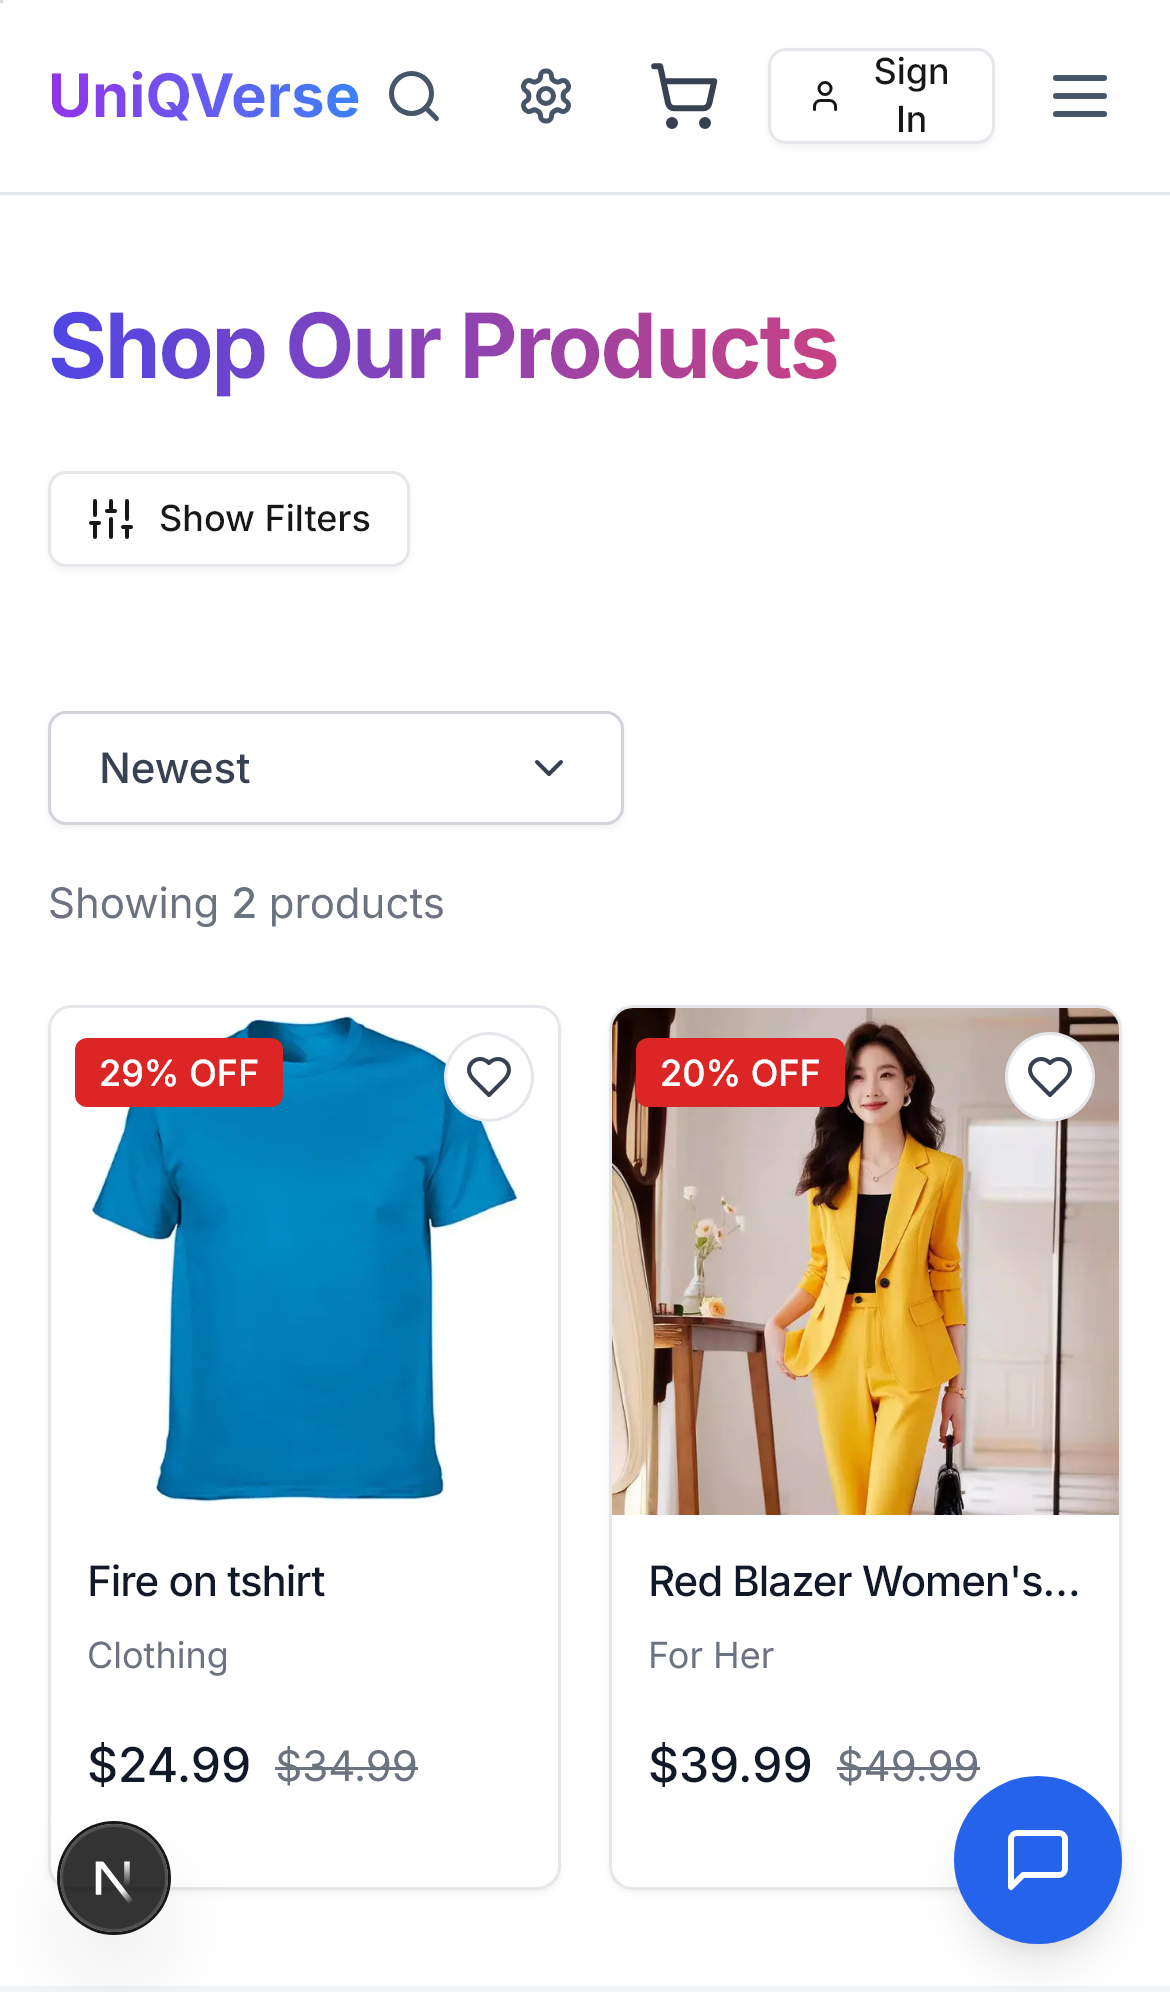 UniQVerse
Sign
In
Shop Our Products
Show Filters
Newest
Showing 2 products
29% OFF
20% OFF
Fire on tshirt
Clothing
$24.99 $34.99
Red Blazer Women's...
For Her
$39.99 $49.99
N